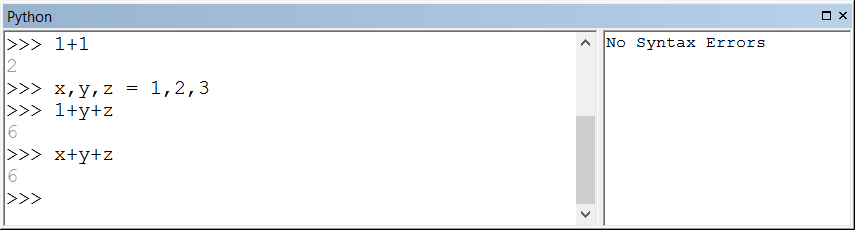 Python
>>> 1+1
2
>>> x,y,z = 1,2,3
>>> 1+y+z
6
>>> x+y+z
6
>>>
No Syntax Errors